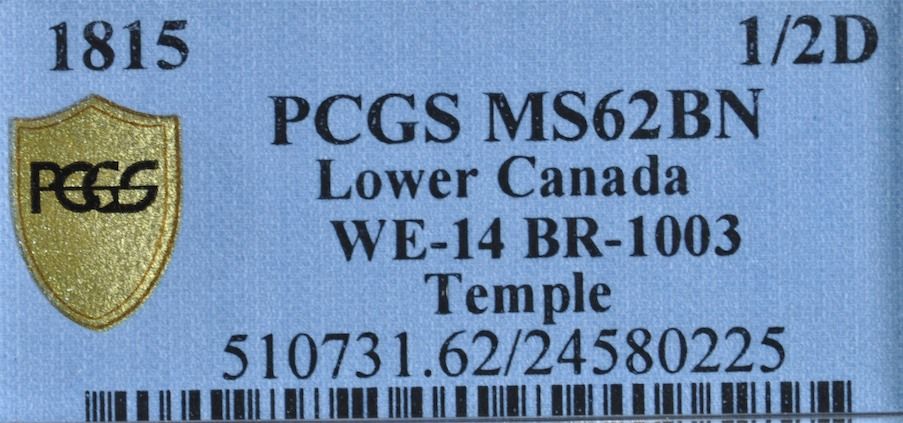 1815 1/2D
PCGS MS62BN
PCGS
Lower Canada
WE-14 BR-1003
Temple
510731.62/24580225